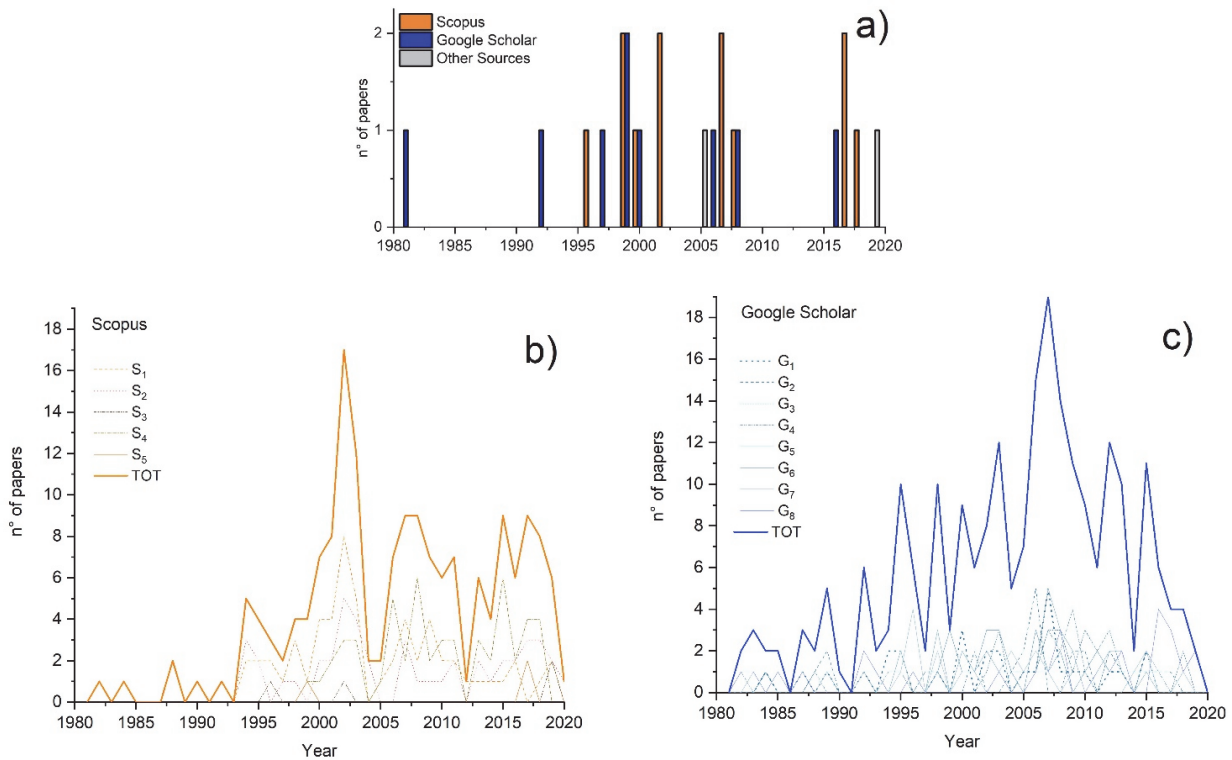 Scopus
Google Scholar
Other Sources
a)
n° of papers
2
1
0
1980 1985 1990 1995 2000 2005 2010 2015 2020
Scopus
b)
S1
S2
S3
S4
S5
TOT
n° of papers
18
16
14
12
10
8
6
4
2
0
1980 1985 1990 1995 2000 2005 2010 2015 2020
Year
Google Scholar
c)
G1
G2
G3
G4
G5
G6
G7
G8
TOT
n° of papers
18
16
14
12
10
8
6
4
2
0
1980 1985 1990 1995 2000 2005 2010 2015 2020
Year